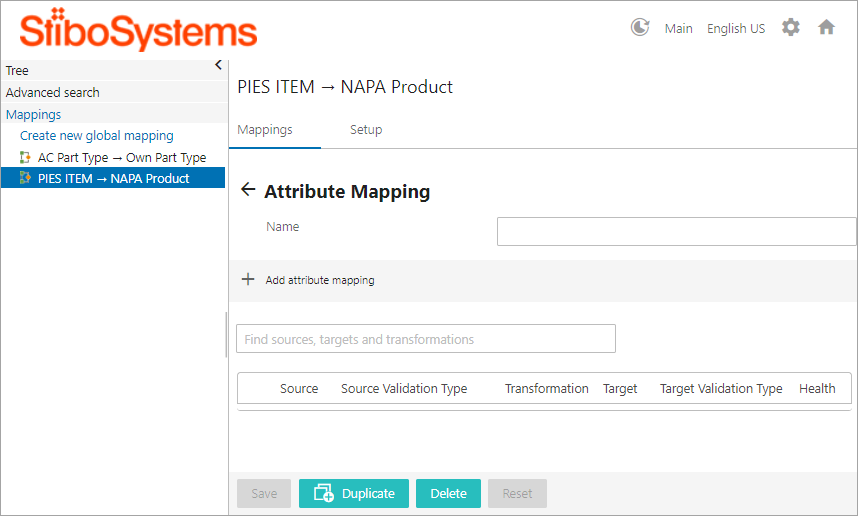 StiboSystems
Main English US
Tree
Advanced search
Mappings
Create new global mapping
AC Part Type → Own Part Type
PIES ITEM → NAPA Product
PIES ITEM → NAPA Product
Mappings Setup
Attribute Mapping
Name
Add attribute mapping
Find sources, targets and transformations
Source Source Validation Type Transformation Target Target Validation Type Health
Save Duplicate Delete Reset